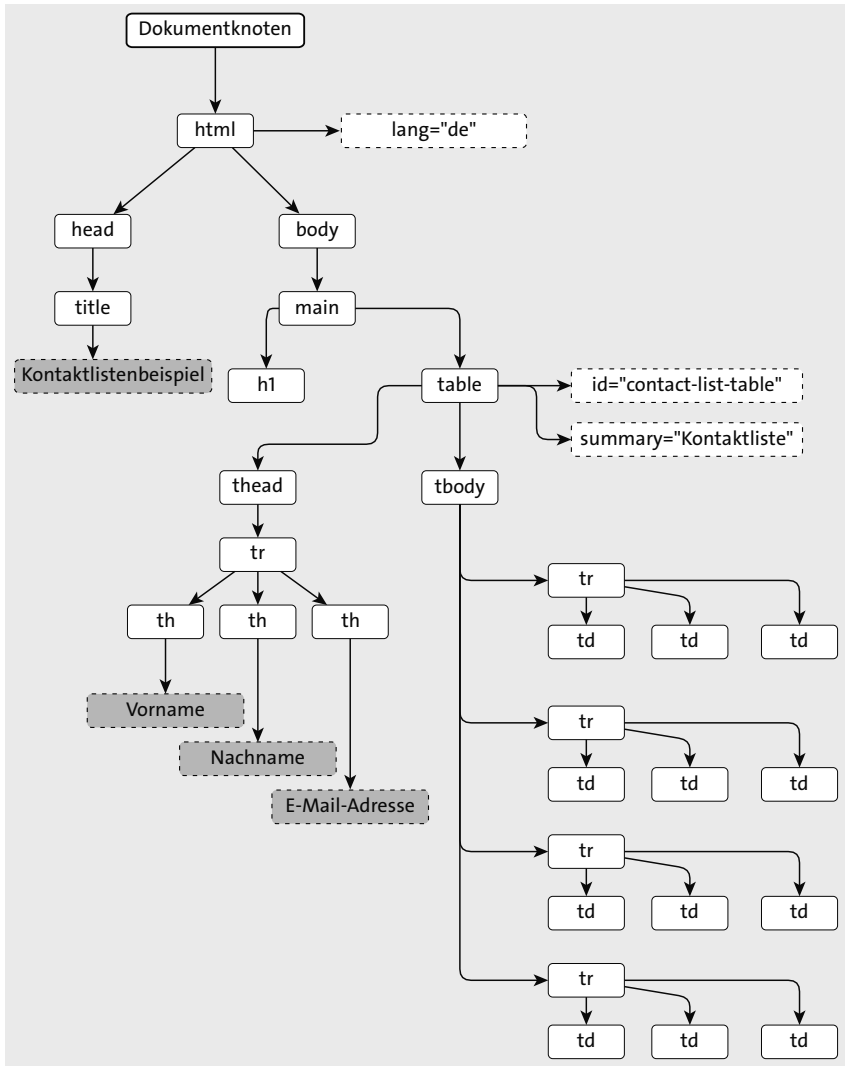 Dokumentknoten
html
lang="de"
head
body
title
main
Kontaktlistenbeispiel
h1
table
id="contact-list-table"
summary="Kontaktliste"
thead
tbody
tr
th
th
th
Vorname
Nachname
E-Mail-Adresse
tr
td
td
td
tr
td
td
td
tr
td
td
td
tr
td
td
td